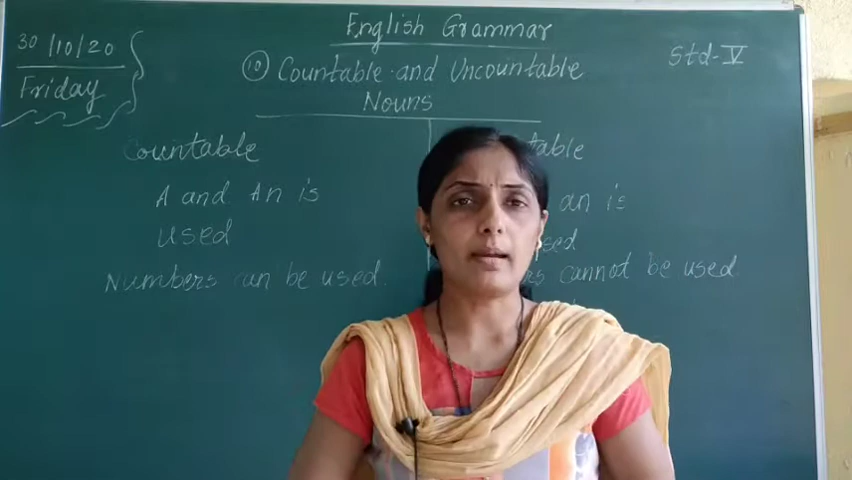 30/10/20
Friday
English Grammar
Std-V
(10) Countable and Uncountable
Nouns
Countable
table
A and An is
used
an is
sed
Numbers can be used.
cannot be used.